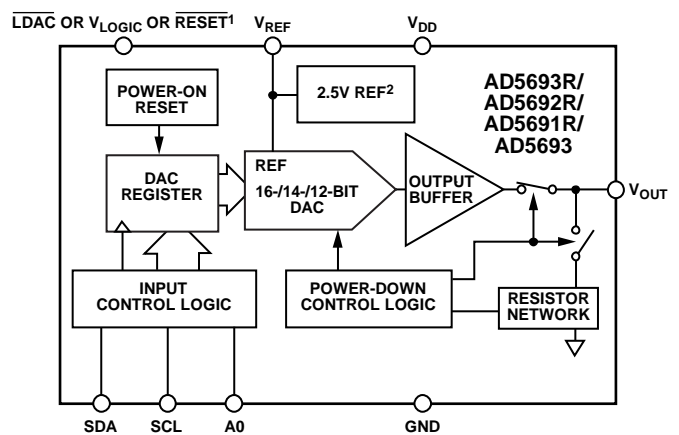 LDAC OR VLOGIC OR RESET1
VREF
VDD
POWER-ON
RESET
2.5V REF2
AD5693R/
AD5692R/
AD5691R/
AD5693
DAC
REGISTER
REF
16-/14-/12-BIT
DAC
OUTPUT
BUFFER
VOUT
INPUT
CONTROL LOGIC
POWER-DOWN
CONTROL LOGIC
RESISTOR
NETWORK
SDA
SCL
A0
GND